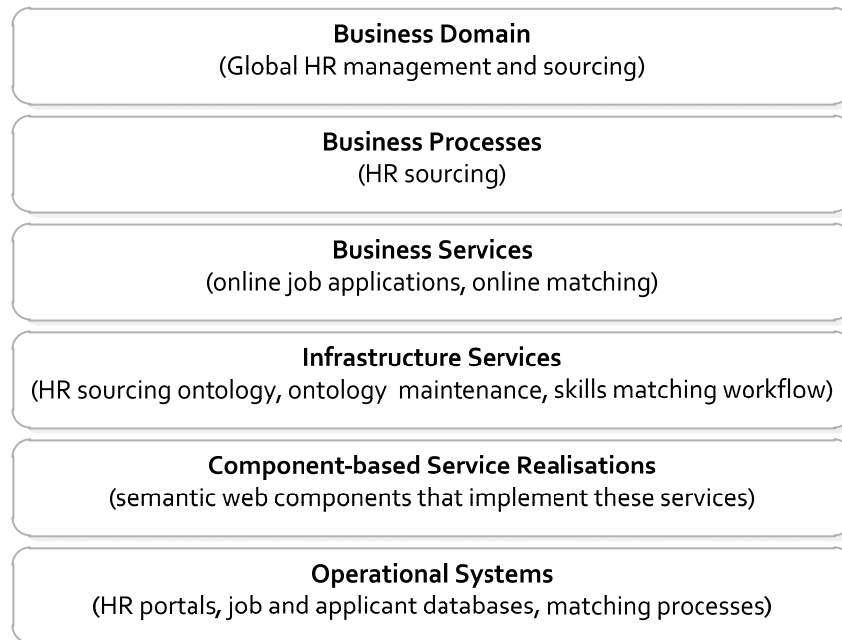 Business Domain
(Global HR management and sourcing)
Business Processes
(HR sourcing)
Business Services
(online job applications, online matching)
Infrastructure Services
(HR sourcing ontology, ontology  maintenance, skills matching workflow)
Component-based Service Realisations
(semantic web components that implement these services)
Operational Systems
(HR portals, job and applicant databases, matching processes)